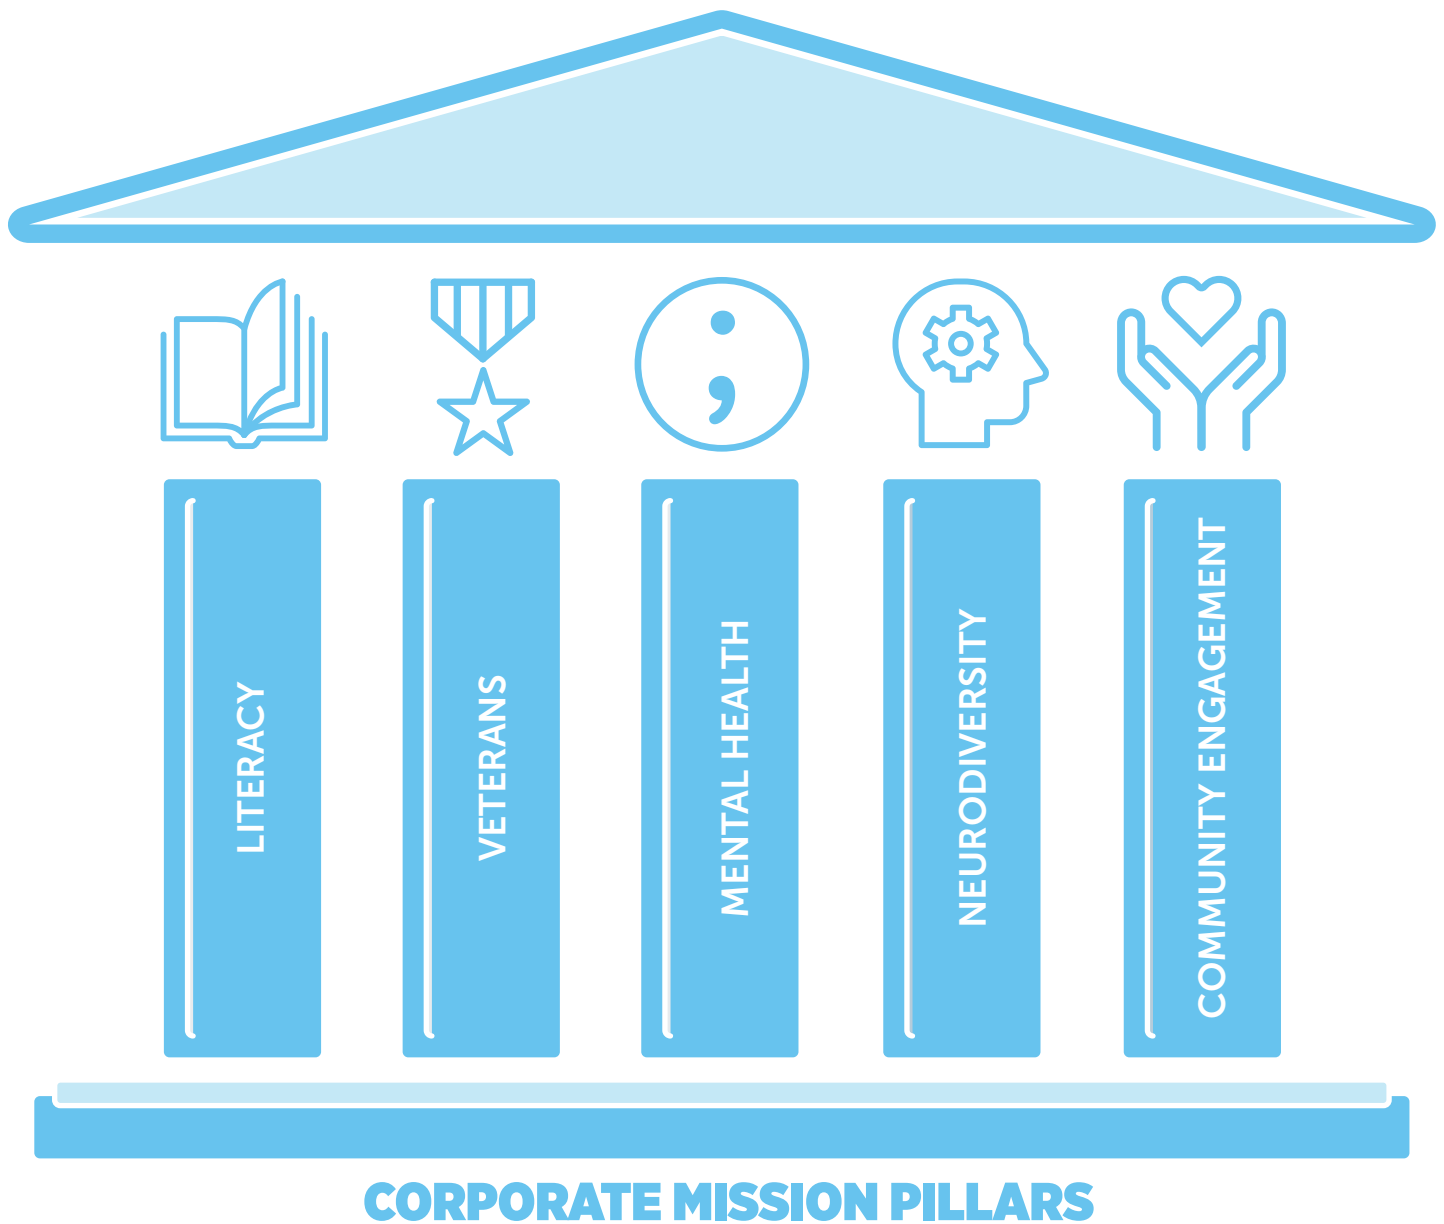 LITERACY
VETERANS
MENTAL HEALTH
NEURODIVERSITY
COMMUNITY ENGAGEMENT
CORPORATE MISSION PILLARS